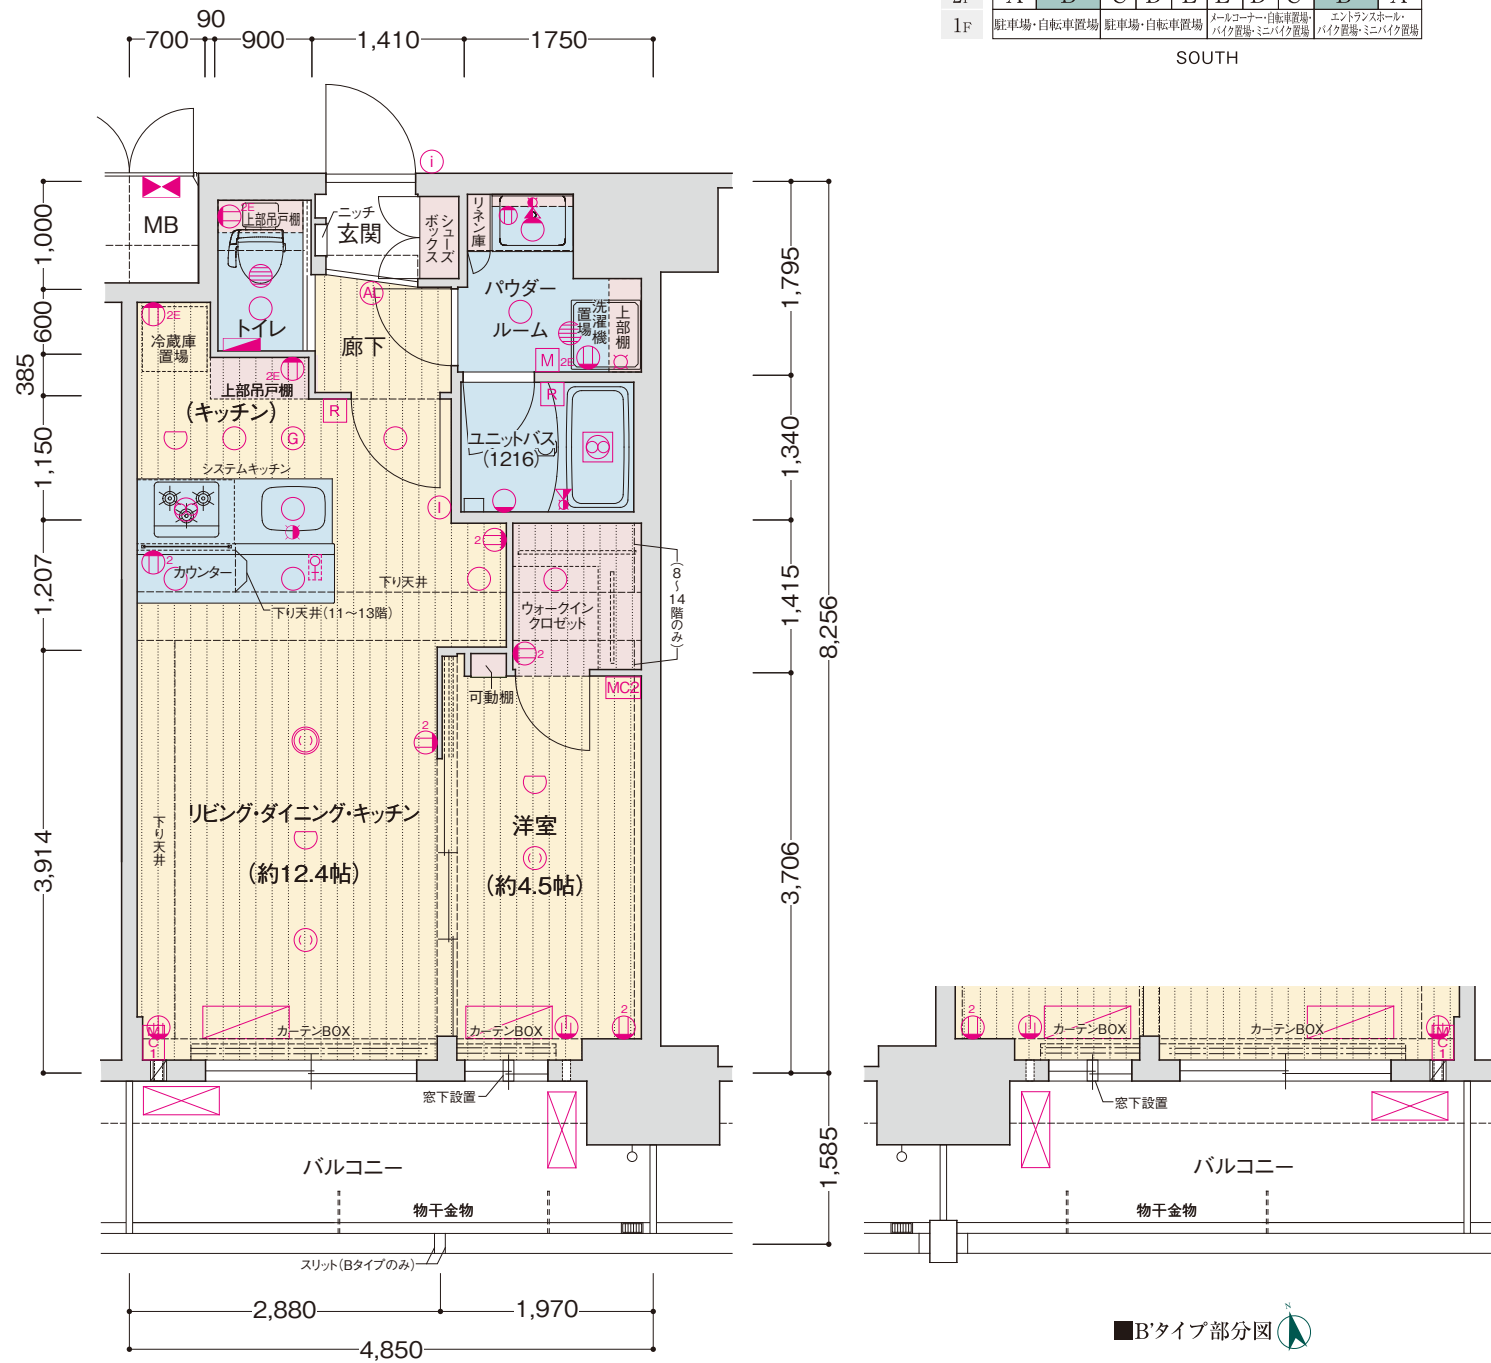 90
700
900
1,410
1750
A B C D E E D C B A
1F
駐車場・自転車置場
駐車場・自転車置場
メールコーナー・自転車置場・
バイク置場・ミニバイク置場
エントランスホール・
バイク置場・ミニバイク置場
SOUTH
i
MB
2E
上部吊戸棚
ニッチ
玄関
シューズ
ボックス
リネン庫
トイレ
AL
パウダー
ルーム
洗濯機
置場
上部棚
M
2E
冷蔵庫
置場
2E
廊下
2E
上部吊戸棚
(キッチン)
R
R
G
ユニットバス
(1216)
システムキッチン
I
2
2
カウンター
下り天井
下り天井(11〜13階)
ウォークイン
クロゼット
(8〜14階のみ)
2
可動棚
MC2
2
リビング・ダイニング・キッチン
(約12.4帖)
下り天井
洋室
(約4.5帖)
カーテンBOX
カーテンBOX
2
M
C
1
窓下設置
バルコニー
物干金物
スリット(Bタイプのみ)
1,000
600
385
1,150
1,207
3,914
1,795
1,340
1,415
3,706
8,256
1,585
2,880
1,970
4,850
2
カーテンBOX
カーテンBOX
M
C
1
窓下設置
バルコニー
物干金物
N
■B'タイプ部分図